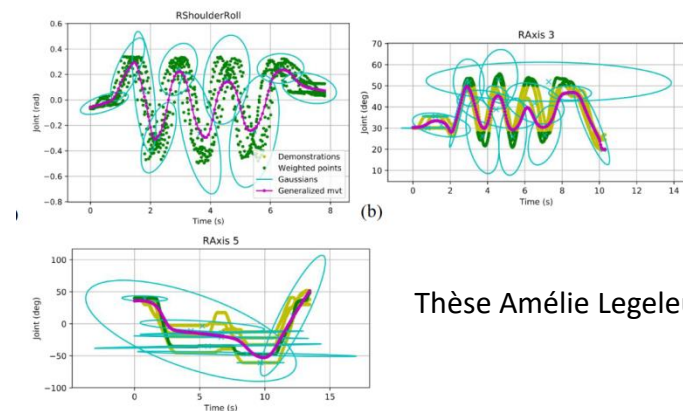 RShoulderRoll
0.6
0.4
0.2
0.0
−0.2
−0.4
−0.6
−0.8
Joint (rad)
0
2
4
6
8
Time (s)
Demonstrations
Weighted points
Gaussians
Generalized mvt
(b)
RAxis 3
70
60
50
40
30
20
10
Joint (deg)
0
2
4
6
8
10
12
14
Time (s)
RAxis 5
100
50
0
−50
−100
Joint (deg)
0
5
10
15
Time (s)
Thèse Amélie